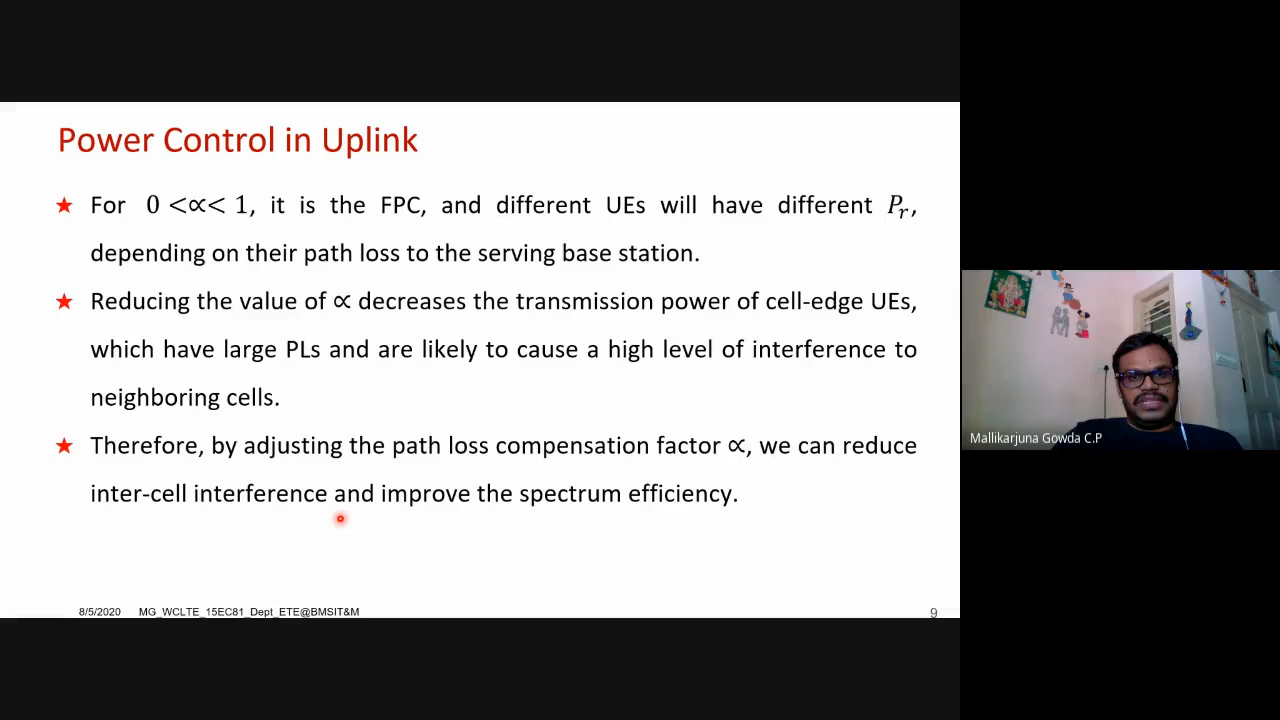 Power Control in Uplink
★ For 0 <∝< 1, it is the FPC, and different UEs will have different Pᵣ,
depending on their path loss to the serving base station.
★ Reducing the value of ∝ decreases the transmission power of cell-edge UEs,
which have large PLs and are likely to cause a high level of interference to
neighboring cells.
★ Therefore, by adjusting the path loss compensation factor ∝, we can reduce
inter-cell interference and improve the spectrum efficiency.
8/5/2020 MG_WCLTE_15EC81_Dept_ETE@BMSIT&M 9
Mallikarjuna Gowda C.P